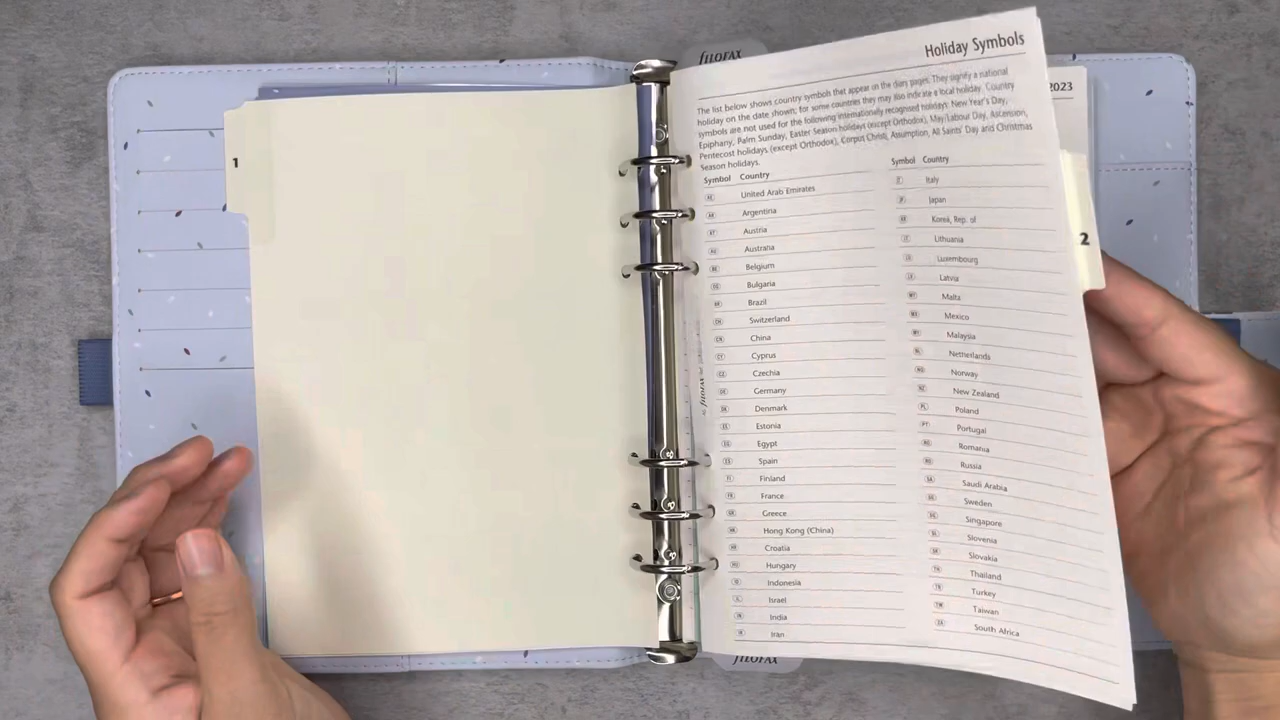 FILOFAX
Holiday Symbols
2023
The list below shows country symbols that appear on the diary pages. They signify a national
holiday on the date shown; for some countries they may also indicate a local holiday. Country
symbols are not used for the following internationally recognised holidays: New Year's Day,
Epiphany, Palm Sunday, Easter Season holidays (except Orthodox), May/Labour Day, Ascension,
Pentecost holidays (except Orthodox), Corpus Christi, Assumption, All Saints' Day and Christmas
Season holidays.
1
2
Symbol Country
United Arab Emirates
Argentina
Austria
Australia
Belgium
Bulgaria
Brazil
Switzerland
China
Cyprus
Czechia
Germany
Denmark
Estonia
Egypt
Spain
Finland
France
Greece
Hong Kong (China)
Croatia
Hungary
Indonesia
Israel
India
Iran
Symbol Country
Italy
Japan
Korea, Rep. of
Lithuania
Luxembourg
Latvia
Malta
Mexico
Malaysia
Netherlands
Norway
New Zealand
Poland
Portugal
Romania
Russia
Saudi Arabia
Sweden
Singapore
Slovenia
Slovakia
Thailand
Turkey
Taiwan
South Africa
filofax
FILOFAX